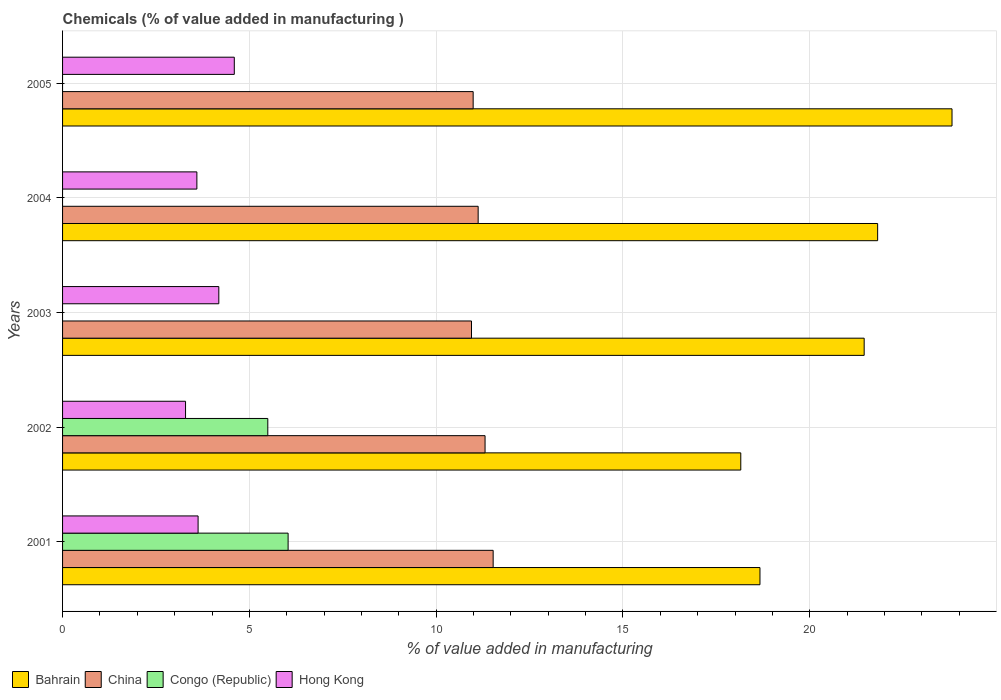 Chemicals (% of value added in manufacturing )
2005
2004
2003
2002
2001
Years
0
5
10
15
20
% of value added in manufacturing
Bahrain
China
Congo (Republic)
Hong Kong